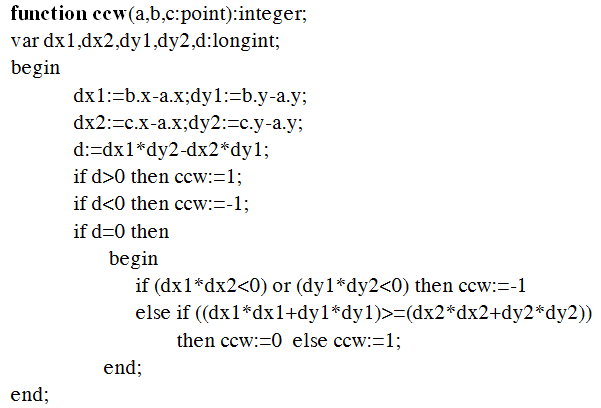 function ccw(a,b,c:point):integer;
var dx1,dx2,dy1,dy2,d:longint;
begin
dx1:=b.x-a.x;dy1:=b.y-a.y;
dx2:=c.x-a.x;dy2:=c.y-a.y;
d:=dx1*dy2-dx2*dy1;
if d>0 then ccw:=1;
if d<0 then ccw:=-1;
if d=0 then
begin
if (dx1*dx2<0) or (dy1*dy2<0) then ccw:=-1
else if ((dx1*dx1+dy1*dy1)>=(dx2*dx2+dy2*dy2))
then ccw:=0 else ccw:=1;
end;
end;